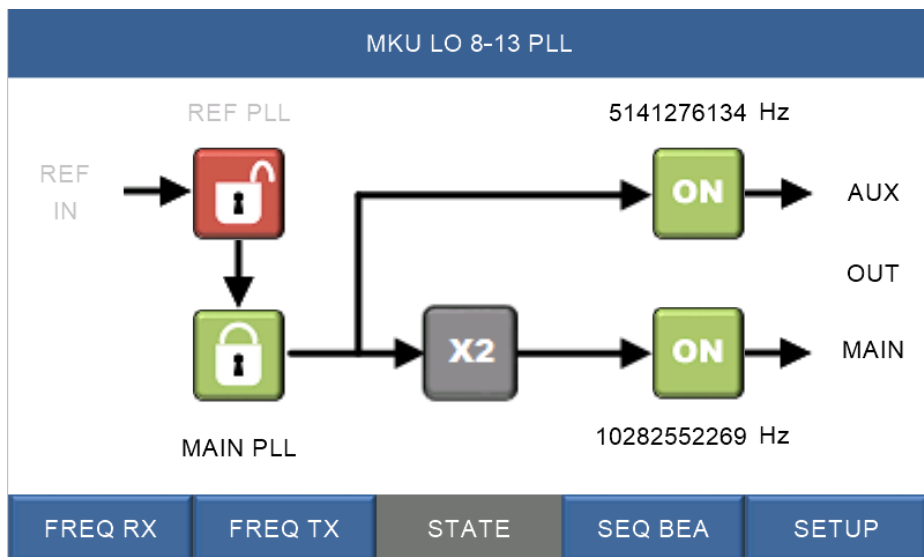 MKU LO 8-13 PLL
REF PLL
5141276134 Hz
REF
IN
ON
AUX
OUT
X2
ON
MAIN
MAIN PLL
10282552269 Hz
FREQ RX
FREQ TX
STATE
SEQ BEA
SETUP